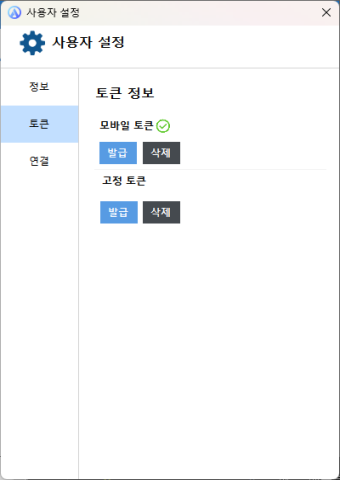 사용자 설정
사용자 설정
정보
토큰
연결
토큰 정보
모바일 토큰
발급 삭제
고정 토큰
발급 삭제